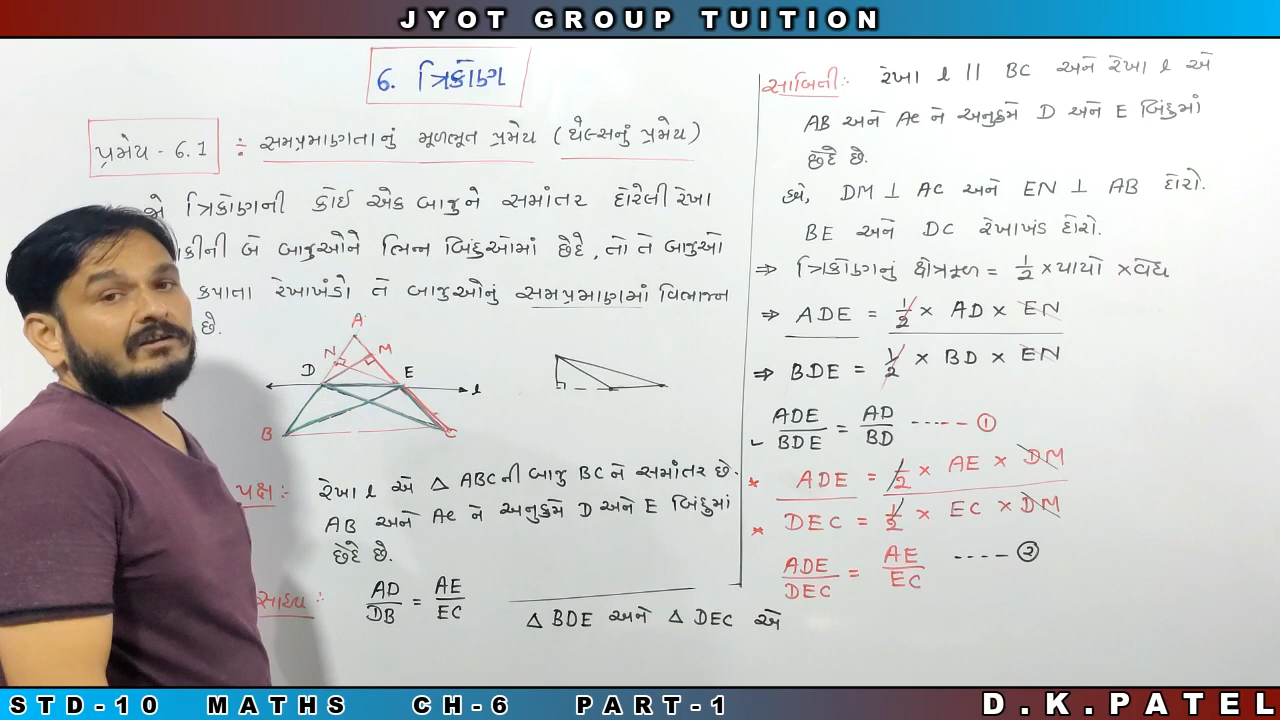 JYOT GROUP TUITION
6. ત્રિકોણ
પ્રમેય - 6.1 ÷ સમપ્રમાણતાનું મૂળભૂત પ્રમેય (થેલ્સનું પ્રમેય)
જો ત્રિકોણની કોઈ એક બાજુને સમાંતર દોરેલી રેખા
બાકીની બે બાજુઓને ભિન્ન બિંદુઓમાં છેદે, તો તે બાજુઓ
કપાતા રેખાખંડો તે બાજુઓનું સમપ્રમાણમાં વિભાજન
છે.
A
N M
D E l
B C
પક્ષ :- રેખા l એ △ ABC ની બાજુ BC ને સમાંતર છે.
AB અને AC ને અનુક્રમે D અને E બિંદુમાં
છેદે છે.
સાધ્ય :- AD/DB = AE/EC
△ BDE અને △ DEC એ
સાબિતી :- રેખા l || BC અને રેખા l એ
AB અને AC ને અનુક્રમે D અને E બિંદુમાં
છેદે છે.
હવે, DM ⊥ AC અને EN ⊥ AB દોરો.
BE અને DC રેખાખંડ દોરો.
⇒ ત્રિકોણનું ક્ષેત્રમૂળ = 1/2 × પાયો × વેધ
⇒ ADE = 1/2 × AD × EN
⇒ BDE = 1/2 × BD × EN
ADE/BDE = AD/BD ------ ①
* ADE = 1/2 × AE × DM
* DEC = 1/2 × EC × DM
ADE/DEC = AE/EC ----- ②
STD-10 MATHS CH-6 PART-1 D.K.PATEL